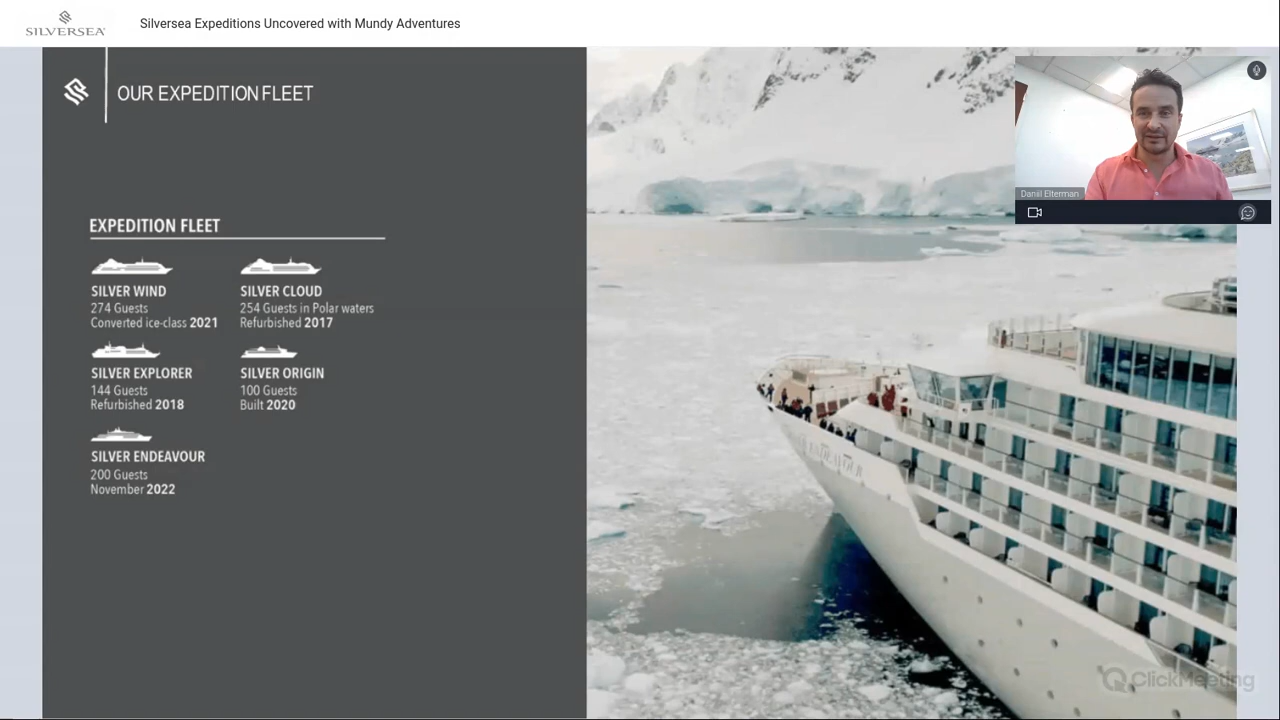 SILVERSEA
Silversea Expeditions Uncovered with Mundy Adventures
OUR EXPEDITION FLEET
EXPEDITION FLEET
SILVER WIND
274 Guests
Converted ice-class 2021
SILVER CLOUD
254 Guests in Polar waters
Refurbished 2017
SILVER EXPLORER
144 Guests
Refurbished 2018
SILVER ORIGIN
100 Guests
Built 2020
SILVER ENDEAVOUR
200 Guests
November 2022
Daniil Elterman
ENDEAVOUR
ClickMeeting